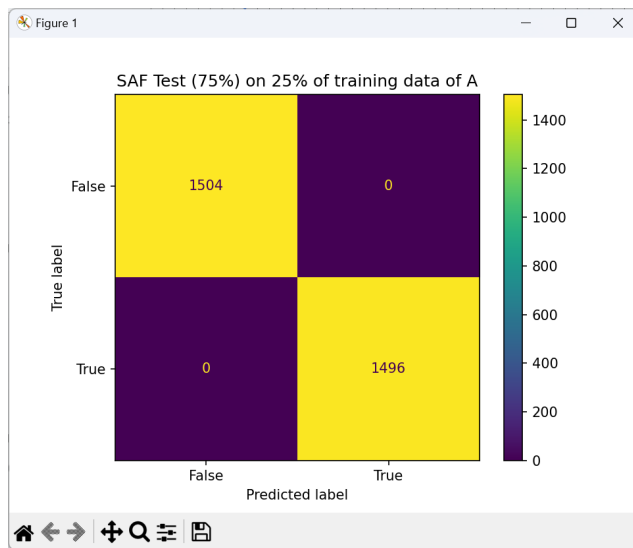 Figure 1
SAF Test (75%) on 25% of training data of A
True label
False
1504
0
True
0
1496
False
True
Predicted label
1400
1200
1000
800
600
400
200
0